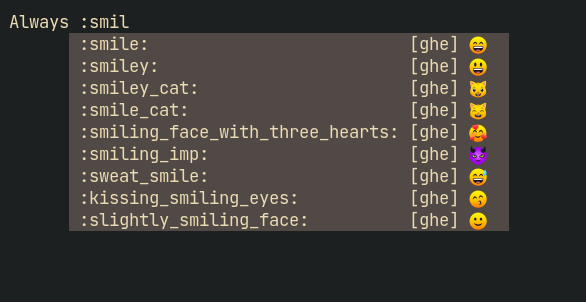 Always :smil
:smile: [ghe] 😄
:smiley: [ghe] 😃
:smiley_cat: [ghe] 😺
:smile_cat: [ghe] 😸
:smiling_face_with_three_hearts: [ghe] 🥰
:smiling_imp: [ghe] 😈
:sweat_smile: [ghe] 😅
:kissing_smiling_eyes: [ghe] 😙
:slightly_smiling_face: [ghe] 🙂